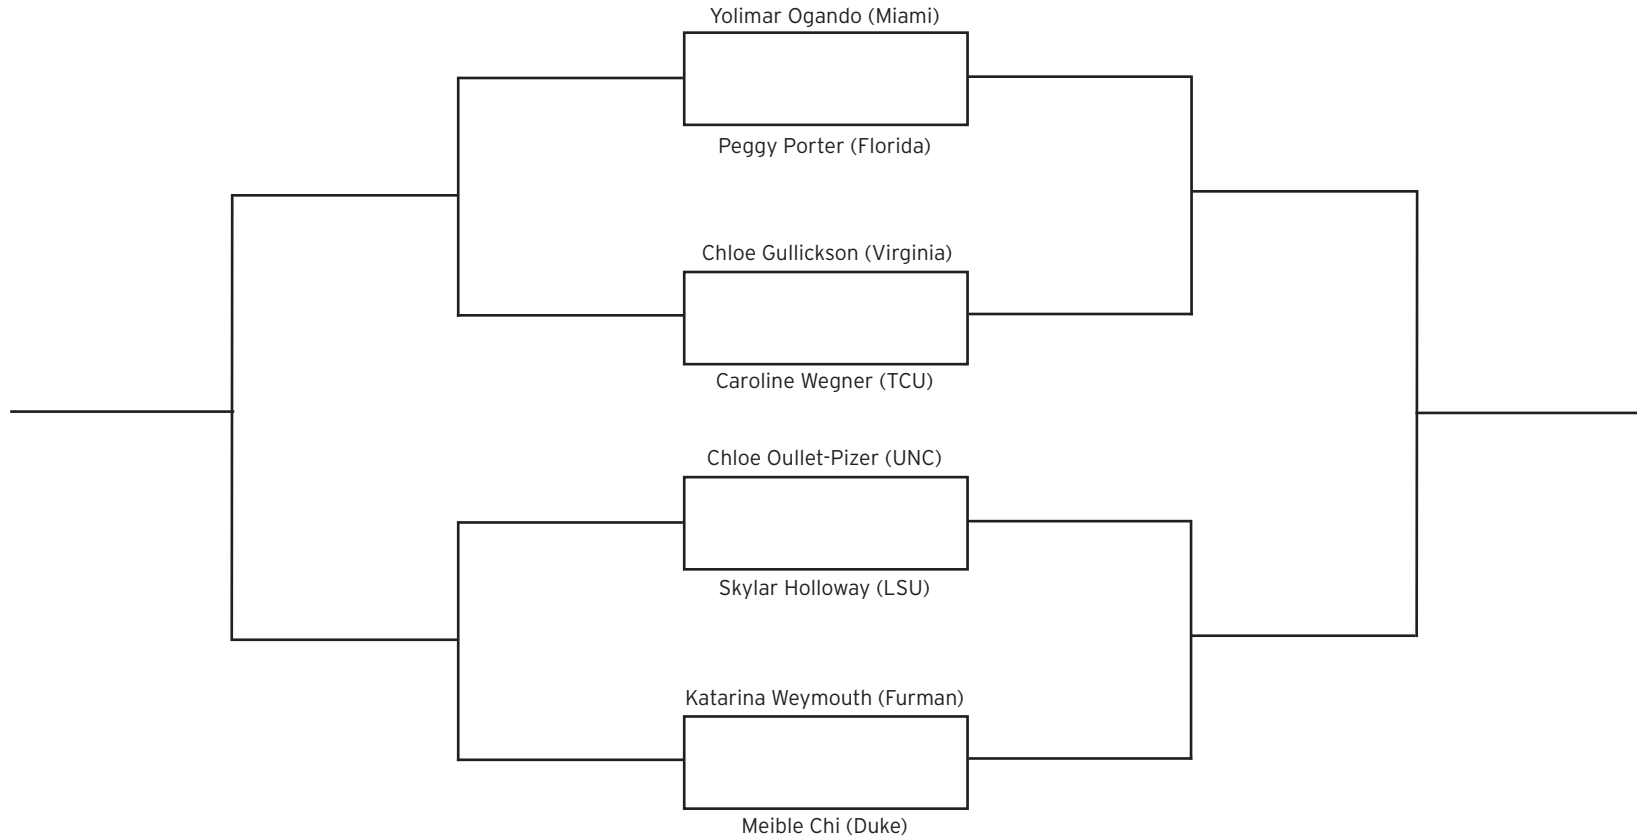 Yolimar Ogando (Miami)
Peggy Porter (Florida)
Chloe Gullickson (Virginia)
Caroline Wegner (TCU)
Chloe Oullet-Pizer (UNC)
Skylar Holloway (LSU)
Katarina Weymouth (Furman)
Meible Chi (Duke)